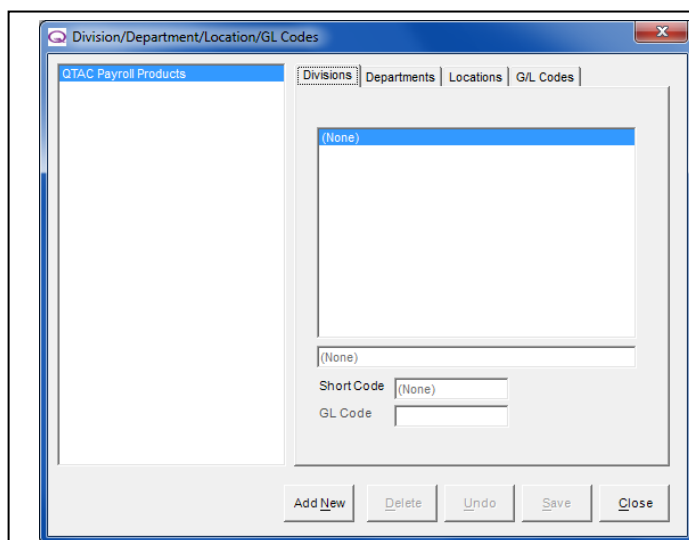 Division/Department/Location/GL Codes
QTAC Payroll Products
Divisions Departments Locations G/L Codes
(None)
(None)
Short Code (None)
GL Code
Add New Delete Undo Save Close